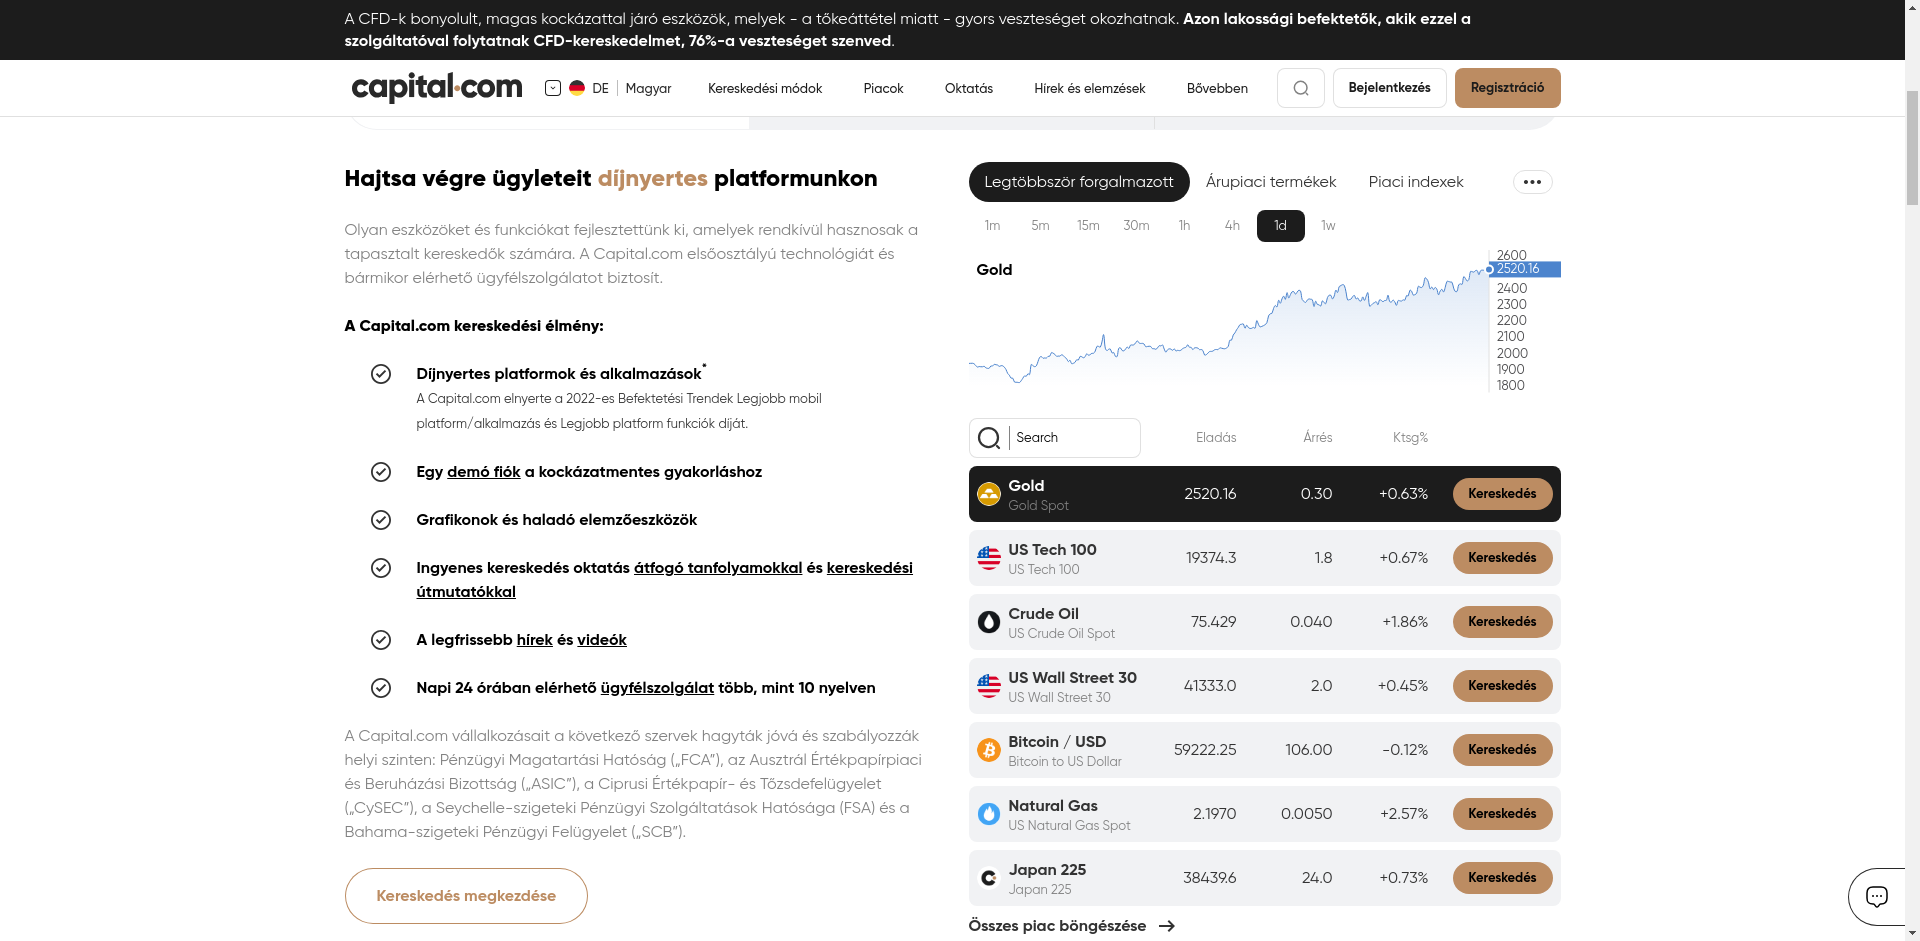 A CFD-k bonyolult, magas kockázattal járó eszközök, melyek - a tőkeáttétel miatt - gyors veszteséget okozhatnak. Azon lakossági befektetők, akik ezzel a
szolgáltatóval folytatnak CFD-kereskedelmet, 76%-a veszteséget szenved.
capital.com DE Magyar Kereskedési módok Piacok Oktatás Hírek és elemzések Bővebben Bejelentkezés Regisztráció
Hajtsa végre ügyleteit díjnyertes platformunkon
Olyan eszközöket és funkciókat fejlesztettünk ki, amelyek rendkívül hasznosak a
tapasztalt kereskedők számára. A Capital.com elsőosztályú technológiát és
bármikor elérhető ügyfélszolgálatot biztosít.
A Capital.com kereskedési élmény:
Díjnyertes platformok és alkalmazások*
A Capital.com elnyerte a 2022-es Befektetési Trendek Legjobb mobil
platform/alkalmazás és Legjobb platform funkciók díját.
Egy demó fiók a kockázatmentes gyakorláshoz
Grafikonok és haladó elemzőeszközök
Ingyenes kereskedés oktatás átfogó tanfolyamokkal és kereskedési
útmutatókkal
A legfrissebb hírek és videók
Napi 24 órában elérhető ügyfélszolgálat több, mint 10 nyelven
A Capital.com vállalkozásait a következő szervek hagyták jóvá és szabályozzák
helyi szinten: Pénzügyi Magatartási Hatóság („FCA”), az Ausztrál Értékpapírpiaci
és Beruházási Bizottság („ASIC”), a Ciprusi Értékpapír- és Tőzsdefelügyelet
(„CySEC”), a Seychelle-szigeteki Pénzügyi Szolgáltatások Hatósága (FSA) és a
Bahama-szigeteki Pénzügyi Felügyelet („SCB”).
Kereskedés megkezdése
Legtöbbször forgalmazott Árupiaci termékek Piaci indexek
1m 5m 15m 30m 1h 4h 1d 1w
Gold
2600
2520.16
2400
2300
2200
2100
2000
1900
1800
Search Eladás Árrés Ktsg%
Gold
Gold Spot
2520.16 0.30 +0.63% Kereskedés
US Tech 100
US Tech 100
19374.3 1.8 +0.67% Kereskedés
Crude Oil
US Crude Oil Spot
75.429 0.040 +1.86% Kereskedés
US Wall Street 30
US Wall Street 30
41333.0 2.0 +0.45% Kereskedés
Bitcoin / USD
Bitcoin to US Dollar
59222.25 106.00 -0.12% Kereskedés
Natural Gas
US Natural Gas Spot
2.1970 0.0050 +2.57% Kereskedés
Japan 225
Japan 225
38439.6 24.0 +0.73% Kereskedés
Összes piac böngészése